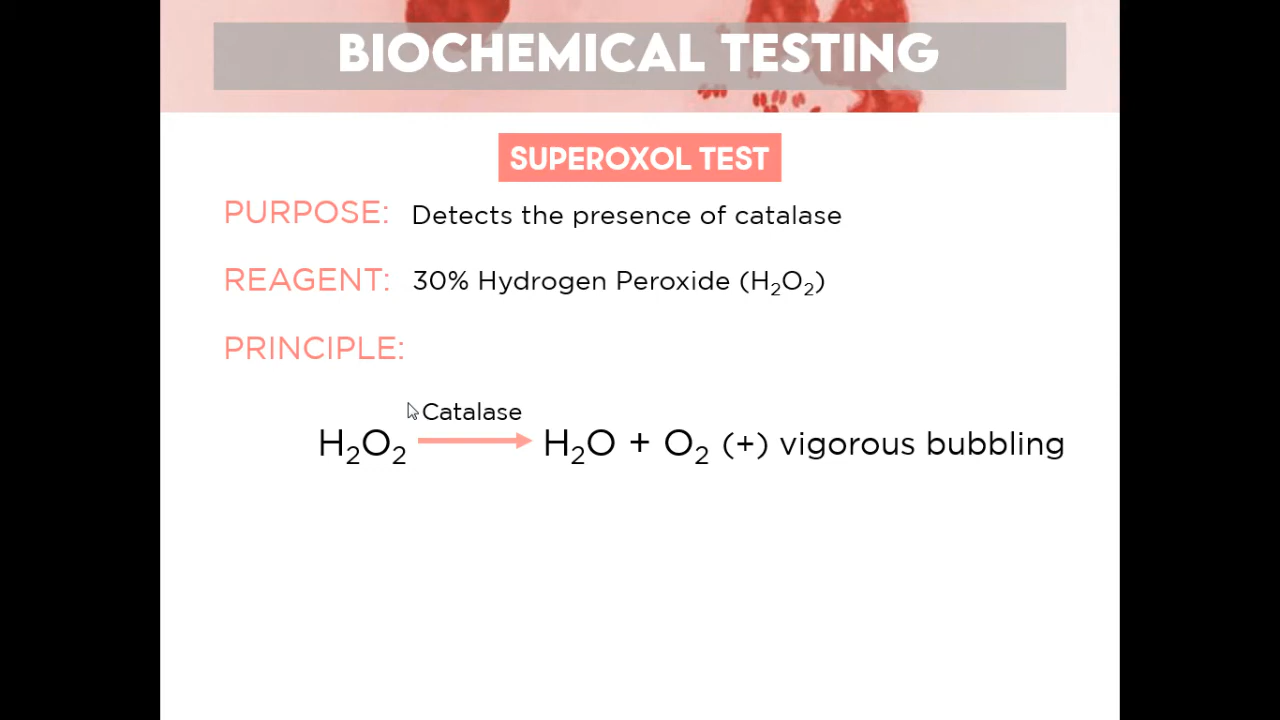 BIOCHEMICAL TESTING
SUPEROXOL TEST
PURPOSE: Detects the presence of catalase
REAGENT: 30% Hydrogen Peroxide (H₂O₂)
PRINCIPLE:
Catalase
H₂O₂ → H₂O + O₂ (+) vigorous bubbling